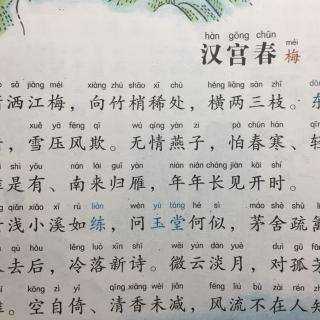 hàn gōng chūn méi
汉宫春 梅
sǎ jiāng méi xiàng zhú shāo xī chù héng liǎng sān zhī dōng
洒江梅，向竹梢稀处，横两三枝。东
xuě yā fēng qī wú qíng yàn zi pà chūn hán
，雪压风欺。无情燕子，怕春寒、轻
shì yǒu nán lái guī yàn nián nián cháng jiàn kāi shí
是有、南来归雁，年年长见开时。
qiǎn xiǎo xī rú liàn wèn yù táng hé sì máo shè shū
浅小溪如练，问玉堂何似，茅舍疏篱
qù hòu lěng luò xīn shī wēi yún dàn yuè duì gū
去后，冷落新诗。微云淡月，对孤芳
kōng zì yǐ qīng xiāng wèi jiǎn fēng liú bú zài rén zhī
。空自倚、清香未减，风流不在人知